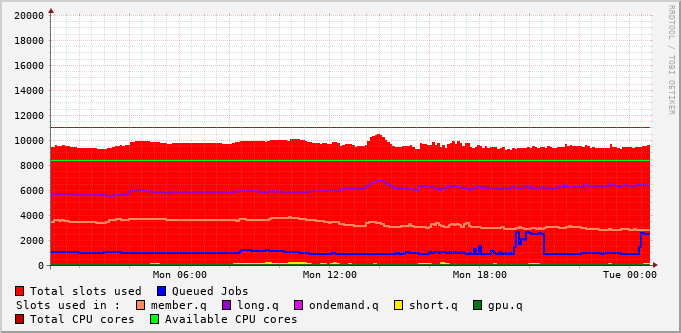 20000
18000
16000
14000
12000
10000
8000
6000
4000
2000
0
Mon 06:00 Mon 12:00 Mon 18:00 Tue 00:00
RRDTOOL / TOBI OETIKER
Total slots used Queued Jobs
Slots used in : member.q long.q ondemand.q short.q gpu.q
Total CPU cores Available CPU cores